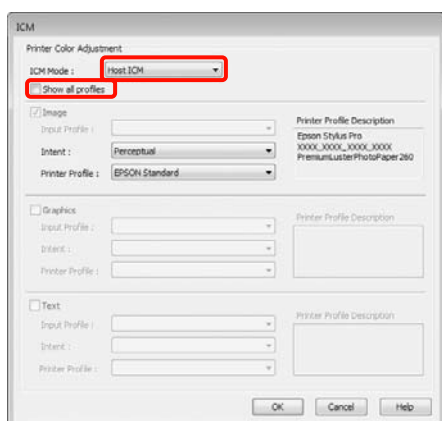 ICM
Printer Color Adjustment
ICM Mode : Host ICM
Show all profiles
Image
Input Profile :
Intent : Perceptual
Printer Profile : EPSON Standard
Printer Profile Description
Epson Stylus Pro
XXXX_XXXX_XXXX_XXXX
PremiumLusterPhotoPaper260
Graphics
Input Profile :
Intent :
Printer Profile :
Printer Profile Description
Text
Input Profile :
Intent :
Printer Profile :
Printer Profile Description
OK Cancel Help